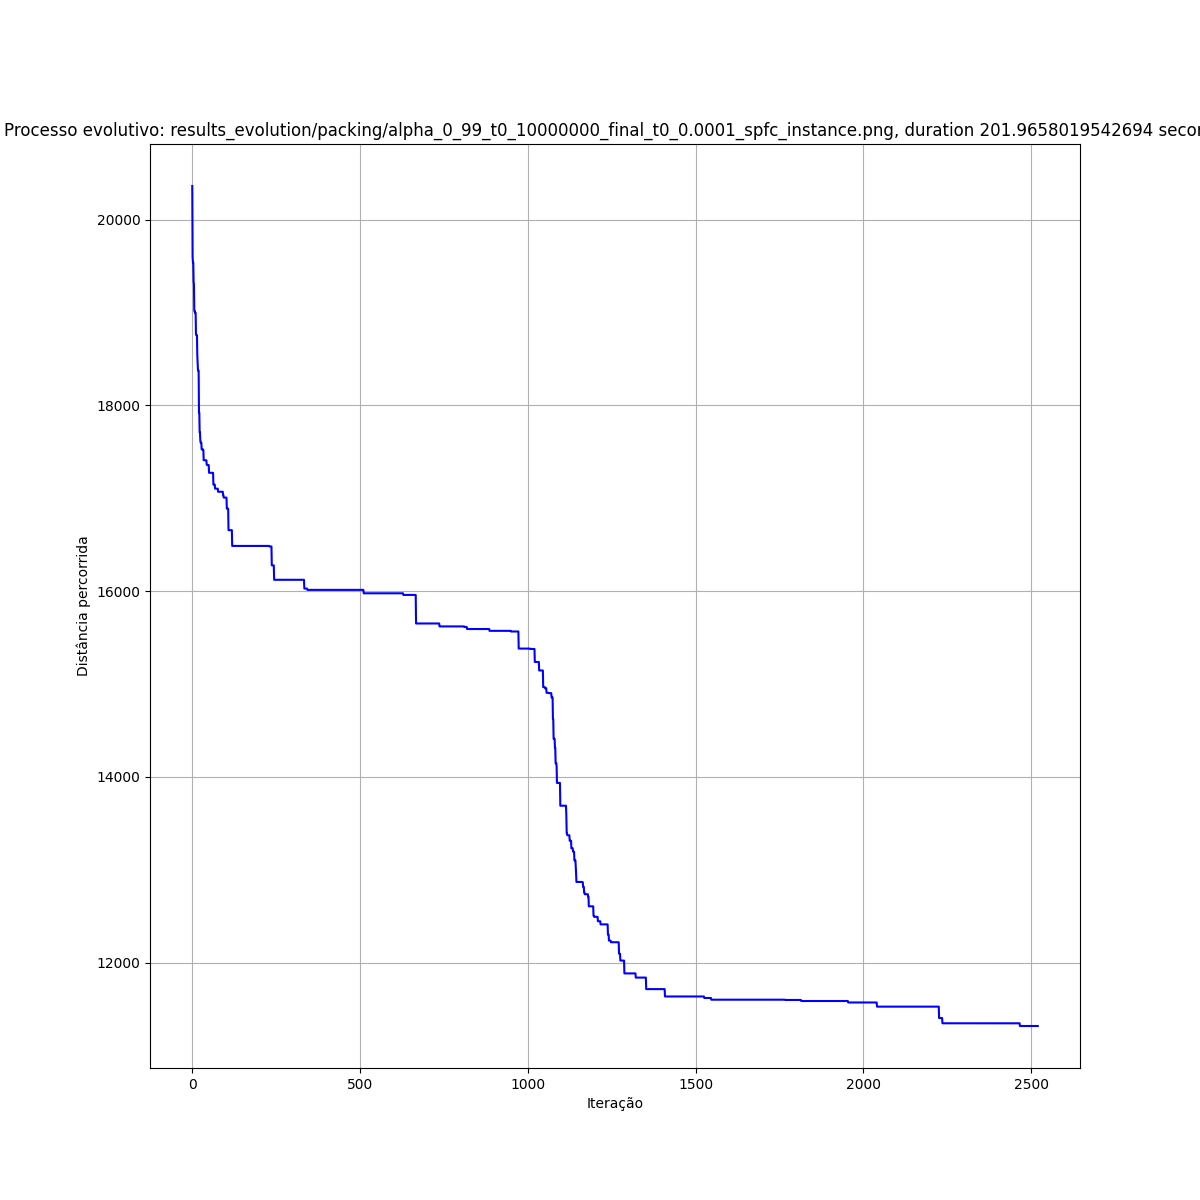 Processo evolutivo: results_evolution/packing/alpha_0_99_t0_10000000_final_t0_0.0001_spfc_instance.png, duration 201.9658019542694
20000
18000
16000
14000
12000
Distância percorrida
0 500 1000 1500 2000 2500
Iteração